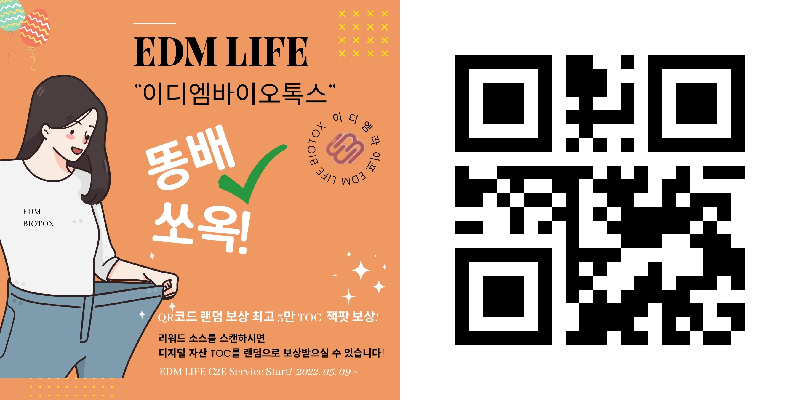 EDM LIFE
"이디엠바이오톡스"
이디엠라이프 EDM LIFE BIOTOX
똥배
쏘옥!
EDM
BIOTOX
QR코드 랜덤 보상 최고 5만 TOC 잭팟 보상!
리워드 소스를 스캔하시면
디지털 자산 TOC를 랜덤으로 보상받으실 수 있습니다!
EDM LIFE C2E Service Start! 2022. 05. 09 ~